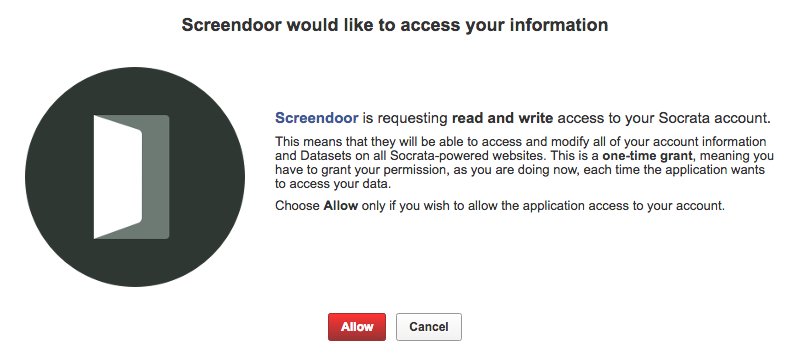 Screendoor would like to access your information
Screendoor is requesting read and write access to your Socrata account.
This means that they will be able to access and modify all of your account information
and Datasets on all Socrata-powered websites. This is a one-time grant, meaning you
have to grant your permission, as you are doing now, each time the application wants
to access your data.
Choose Allow only if you wish to allow the application access to your account.
Allow Cancel